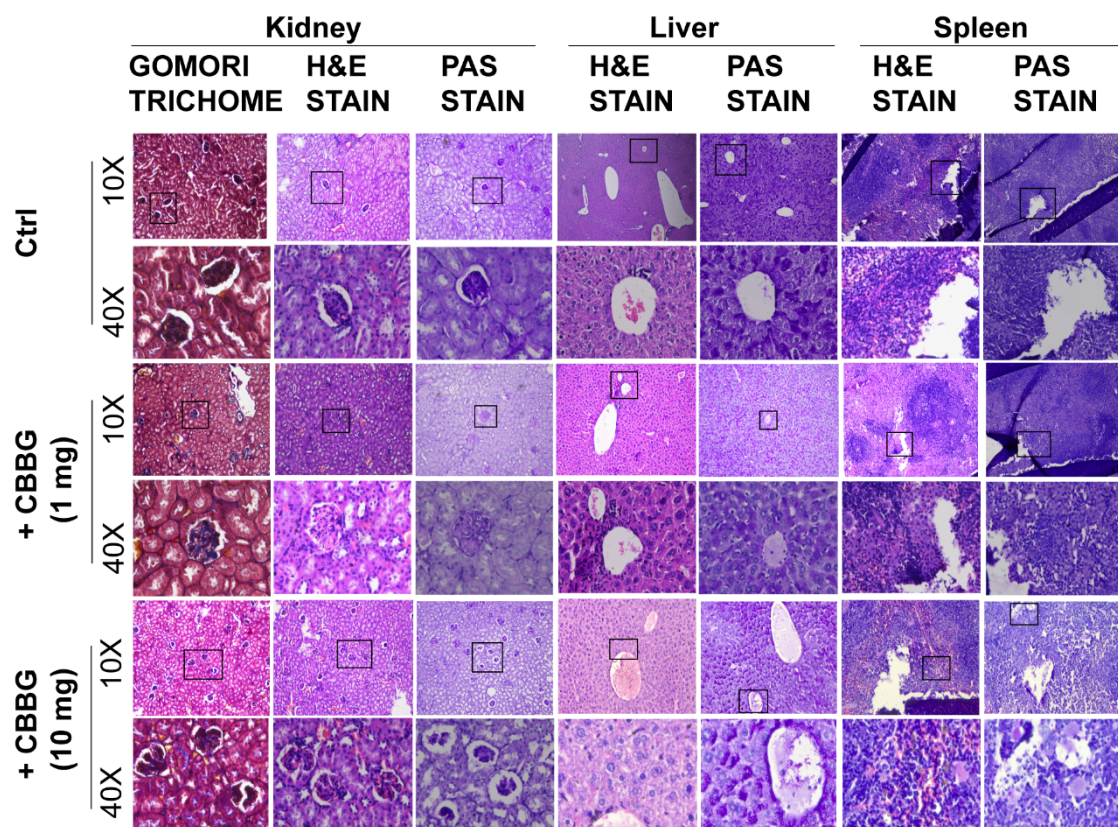 Kidney Liver Spleen
GOMORI TRICHOME H&E STAIN PAS STAIN H&E STAIN PAS STAIN H&E STAIN PAS STAIN
Ctrl
10X
40X
+ CBBG (1 mg)
10X
40X
+ CBBG (10 mg)
10X
40X